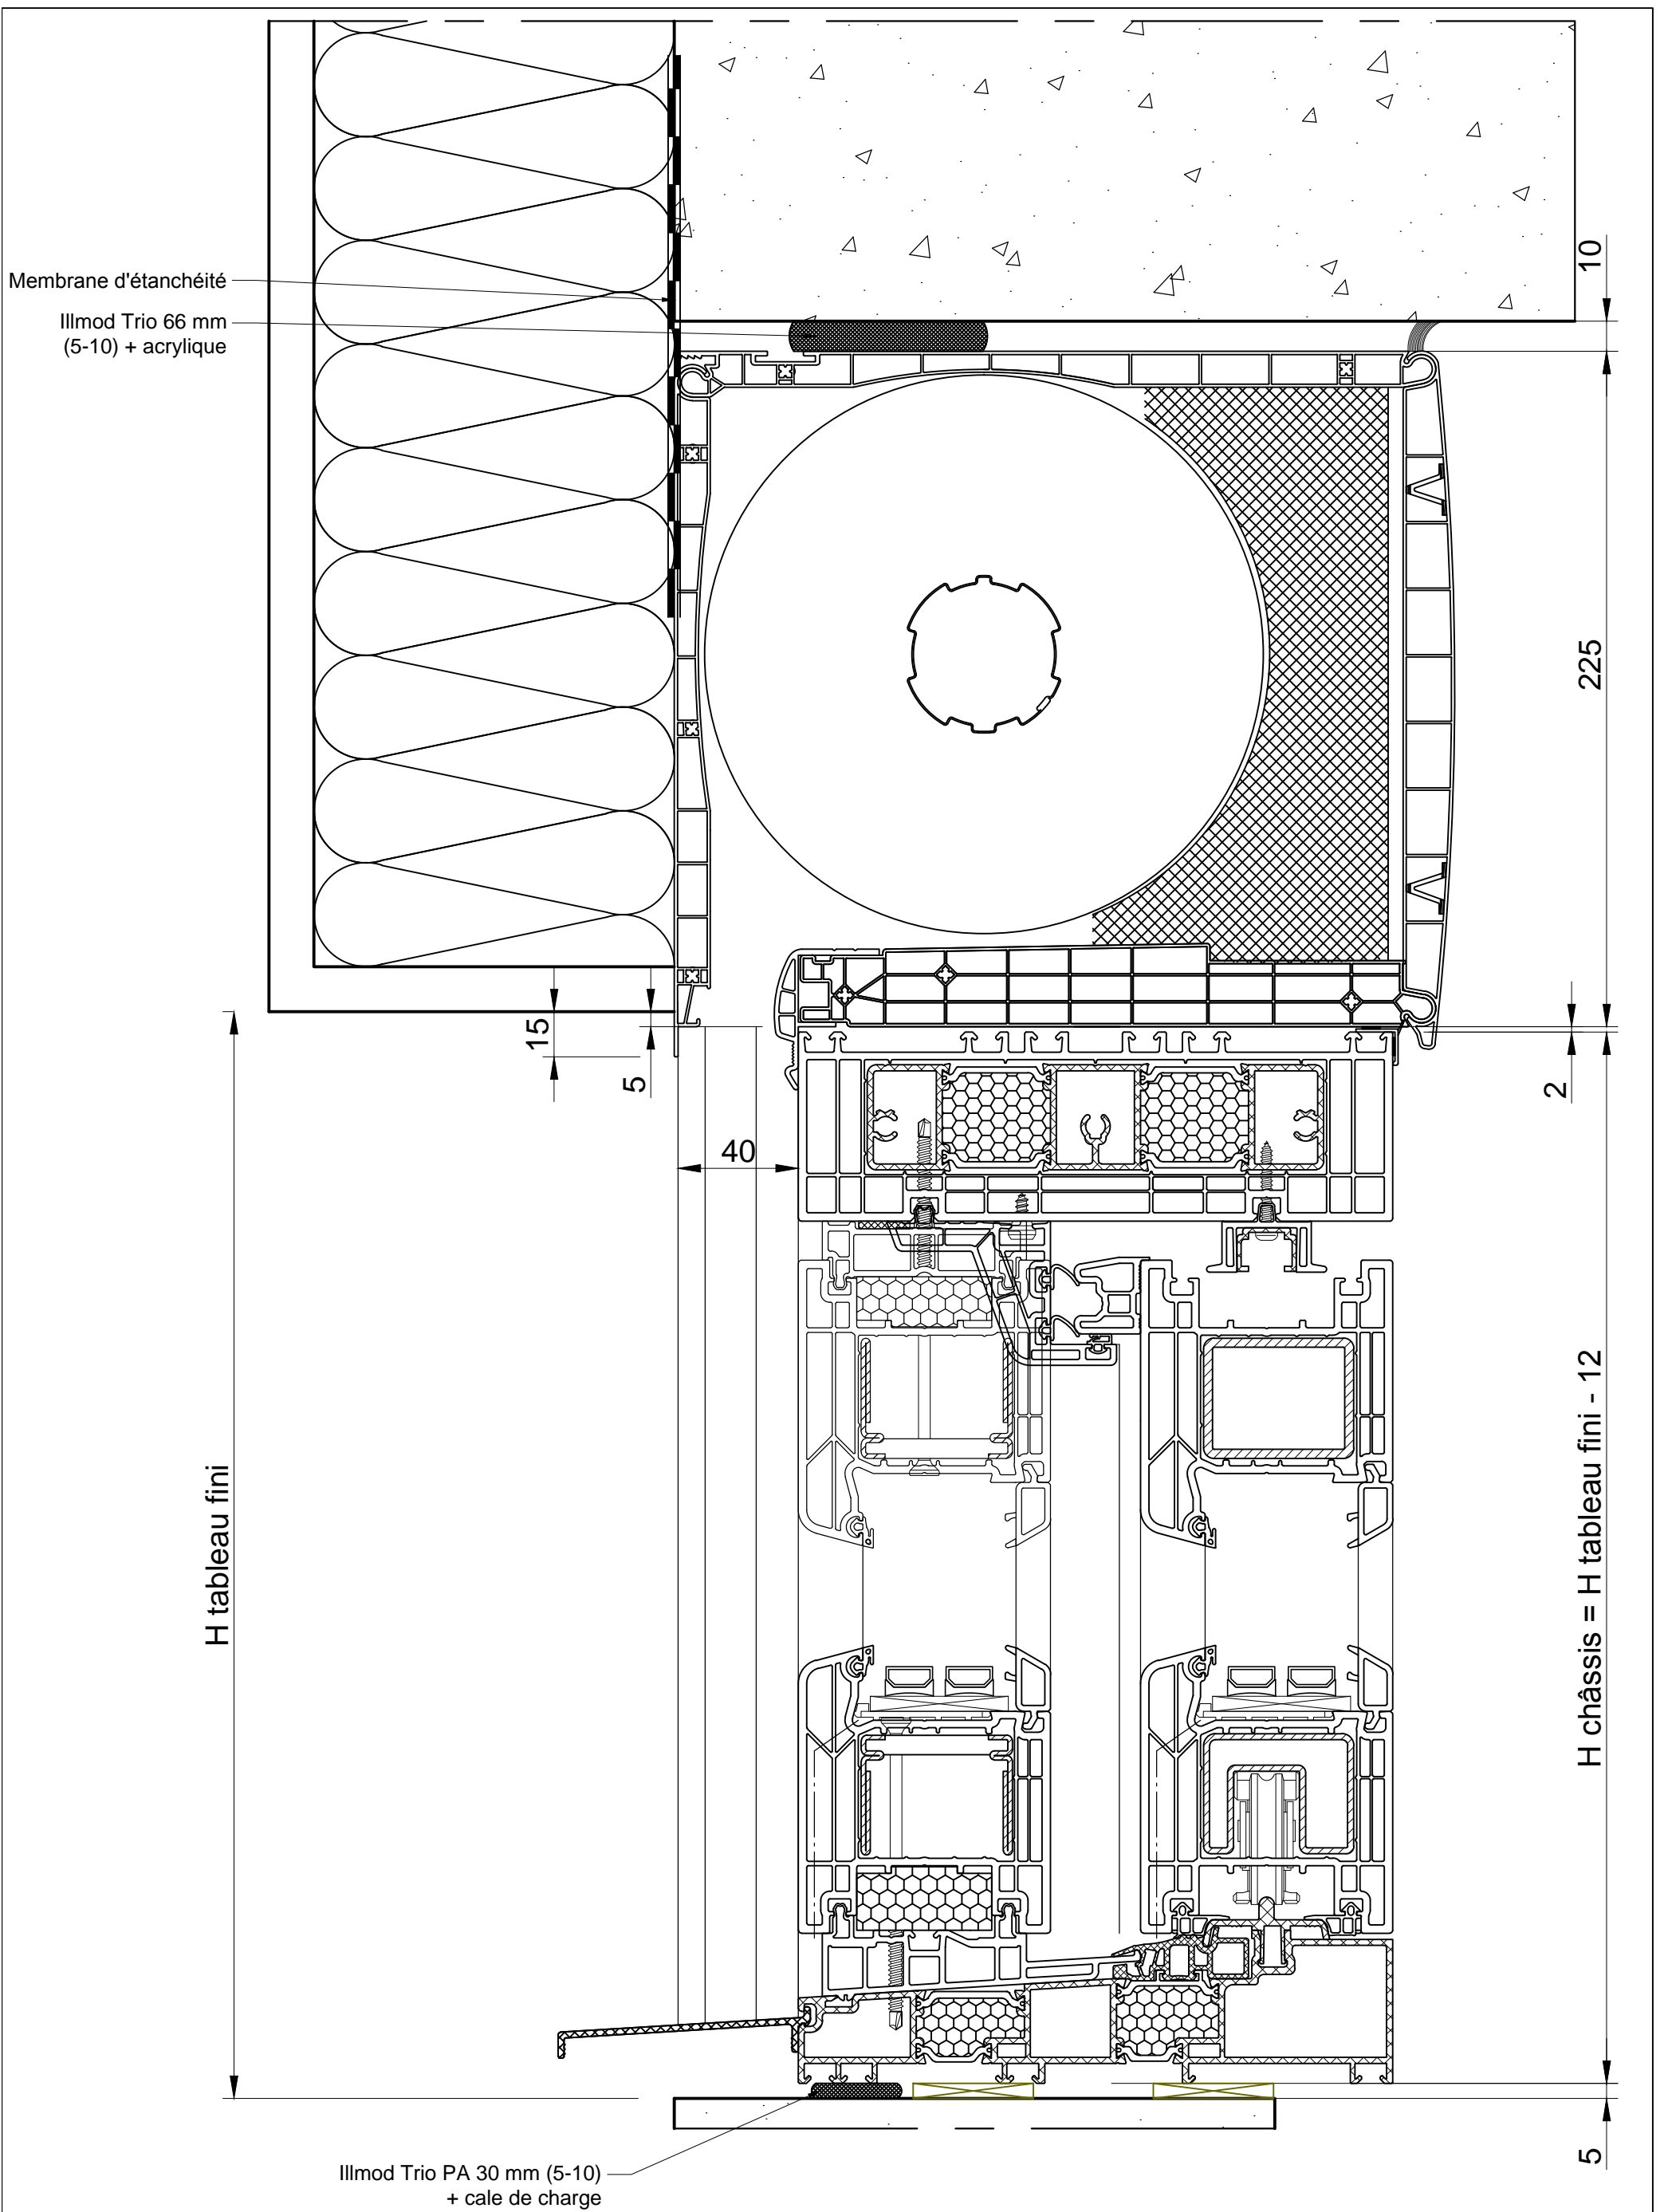 Membrane d'étanchéité
Illmod Trio 66 mm
(5-10) + acrylique
10
225
15
5
2
40
H tableau fini
H châssis = H tableau fini - 12
5
Illmod Trio PA 30 mm (5-10)
+ cale de charge